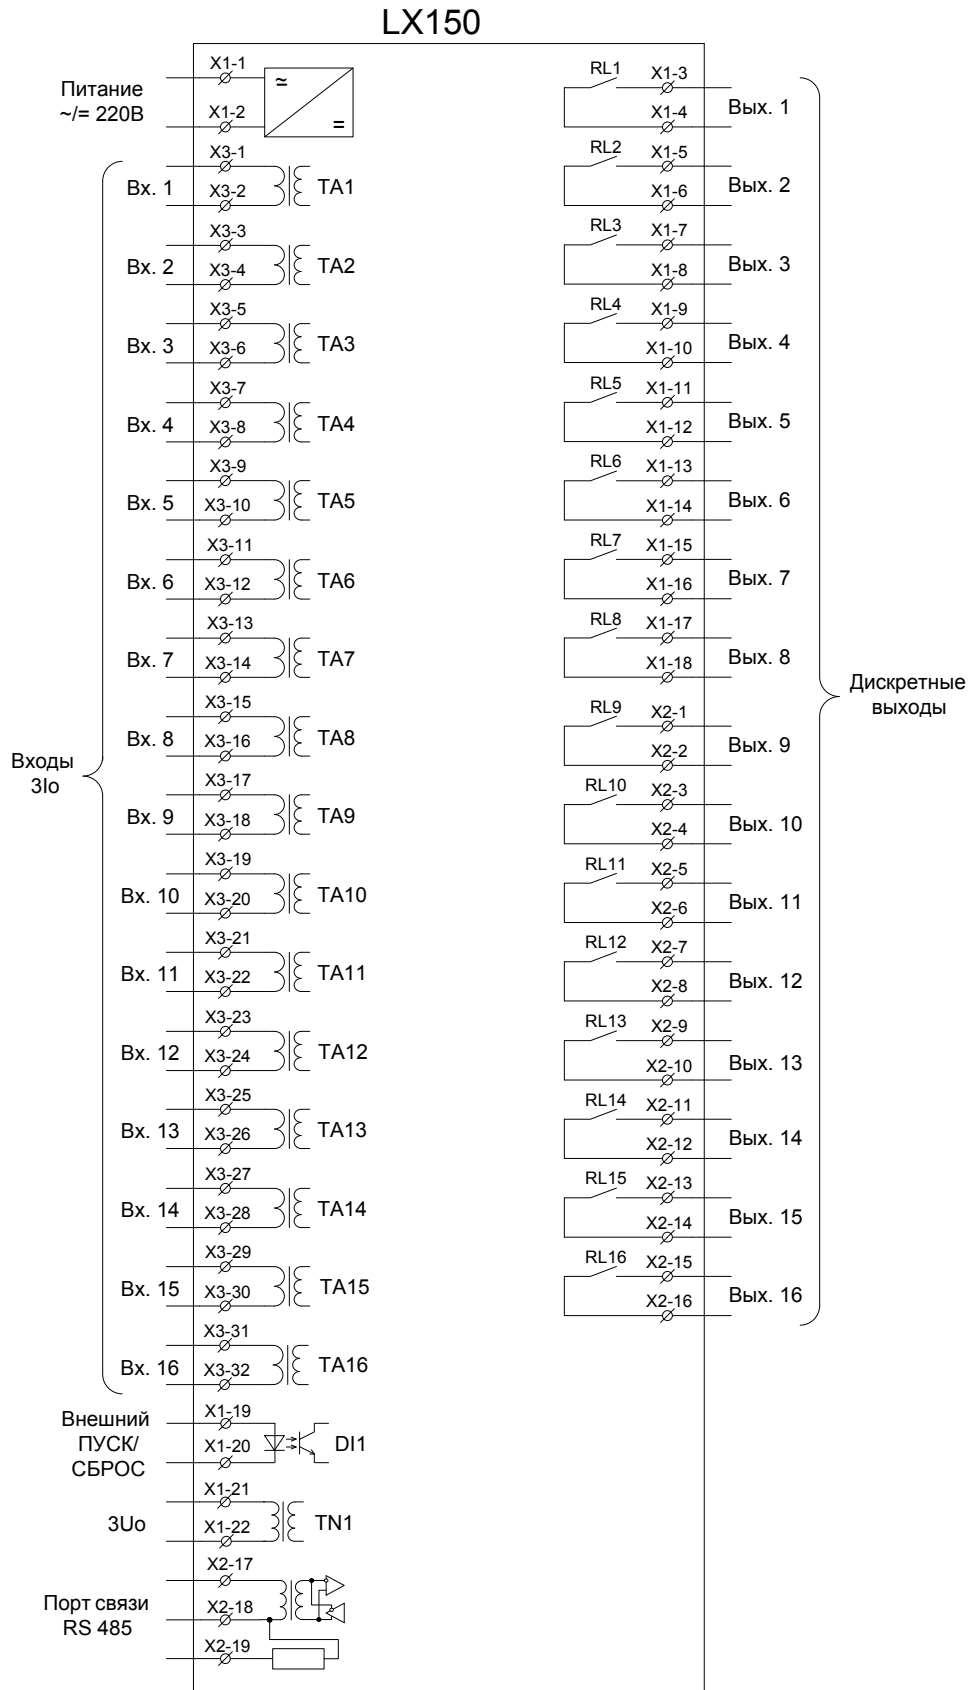 LX150
Питание
~/= 220В
X1-1
X1-2
≃
=
Входы
3Io
Вх. 1
X3-1
X3-2
TA1
Вх. 2
X3-3
X3-4
TA2
Вх. 3
X3-5
X3-6
TA3
Вх. 4
X3-7
X3-8
TA4
Вх. 5
X3-9
X3-10
TA5
Вх. 6
X3-11
X3-12
TA6
Вх. 7
X3-13
X3-14
TA7
Вх. 8
X3-15
X3-16
TA8
Вх. 9
X3-17
X3-18
TA9
Вх. 10
X3-19
X3-20
TA10
Вх. 11
X3-21
X3-22
TA11
Вх. 12
X3-23
X3-24
TA12
Вх. 13
X3-25
X3-26
TA13
Вх. 14
X3-27
X3-28
TA14
Вх. 15
X3-29
X3-30
TA15
Вх. 16
X3-31
X3-32
TA16
Внешний
ПУСК/
СБРОС
X1-19
X1-20
DI1
3Uo
X1-21
X1-22
TN1
Порт связи
RS 485
X2-17
X2-18
X2-19
RL1
X1-3
X1-4
Вых. 1
RL2
X1-5
X1-6
Вых. 2
RL3
X1-7
X1-8
Вых. 3
RL4
X1-9
X1-10
Вых. 4
RL5
X1-11
X1-12
Вых. 5
RL6
X1-13
X1-14
Вых. 6
RL7
X1-15
X1-16
Вых. 7
RL8
X1-17
X1-18
Вых. 8
RL9
X2-1
X2-2
Вых. 9
RL10
X2-3
X2-4
Вых. 10
RL11
X2-5
X2-6
Вых. 11
RL12
X2-7
X2-8
Вых. 12
RL13
X2-9
X2-10
Вых. 13
RL14
X2-11
X2-12
Вых. 14
RL15
X2-13
X2-14
Вых. 15
RL16
X2-15
X2-16
Вых. 16
Дискретные
выходы